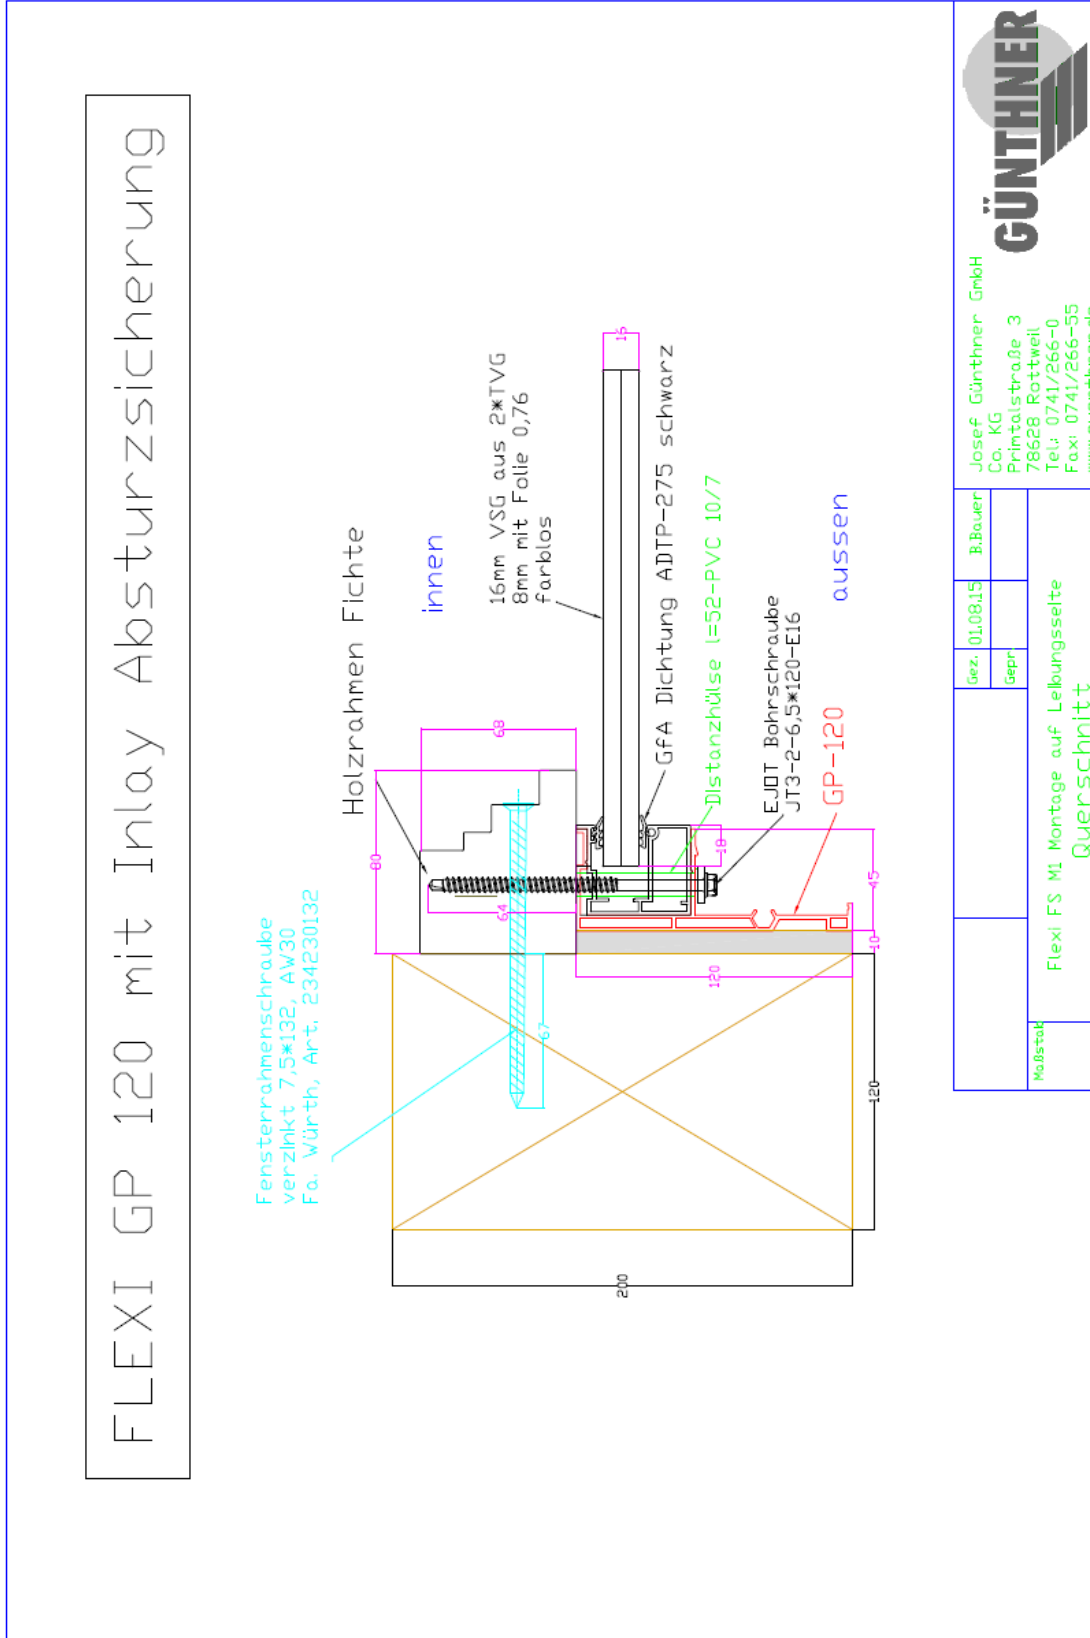 FLEXI GP 120 mit Inlay Absturzsicherung
Fensterrahmenschraube
verzinkt 7,5*132, AW30
Fa. Würth, Art. 234230132
Holzrahmen Fichte
innen
16mm VSG aus 2*TVG
8mm mit Folie 0,76
farblos
GfA Dichtung ADTP-275 schwarz
Distanzhülse l=52-PVC 10/7
EJOT Bohrschraube
JT3-2-6,5*120-E16
GP-120
aussen
80
68
64
67
16
18
45
10
120
120
200
Gez.
01.08.15
B.Bauer
Gepr.
Maßstab
Flexi FS M1 Montage auf Leibungsseite
Querschnitt
Josef Günthner GmbH
Co. KG
Primtalstraße 3
78628 Rottweil
Tel.: 0741/266-0
Fax: 0741/266-55
GÜNTHNER